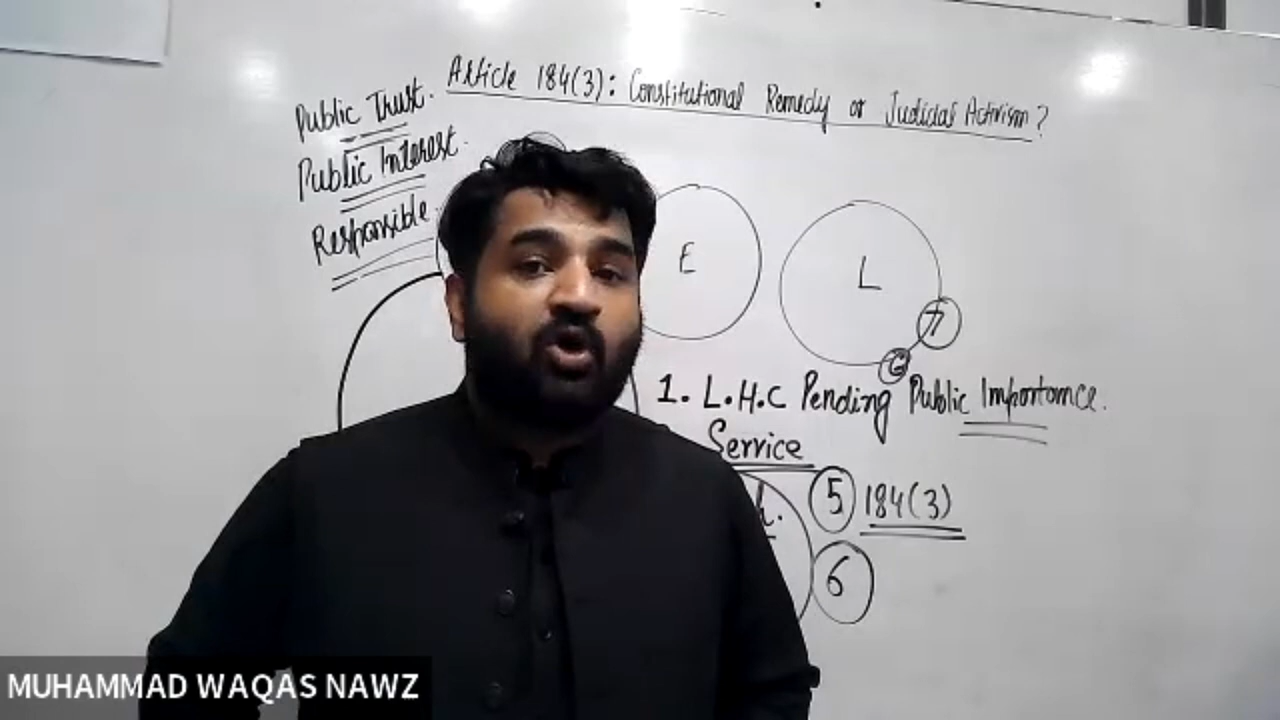 Article 184(3): Constitutional Remedy or Judicial Activism?
Public Trust.
Public Interest.
Responsible.
E
L
7
6
1. L.H.C Pending Public Importance.
Service
h.
5 184(3)
6
MUHAMMAD WAQAS NAWZ